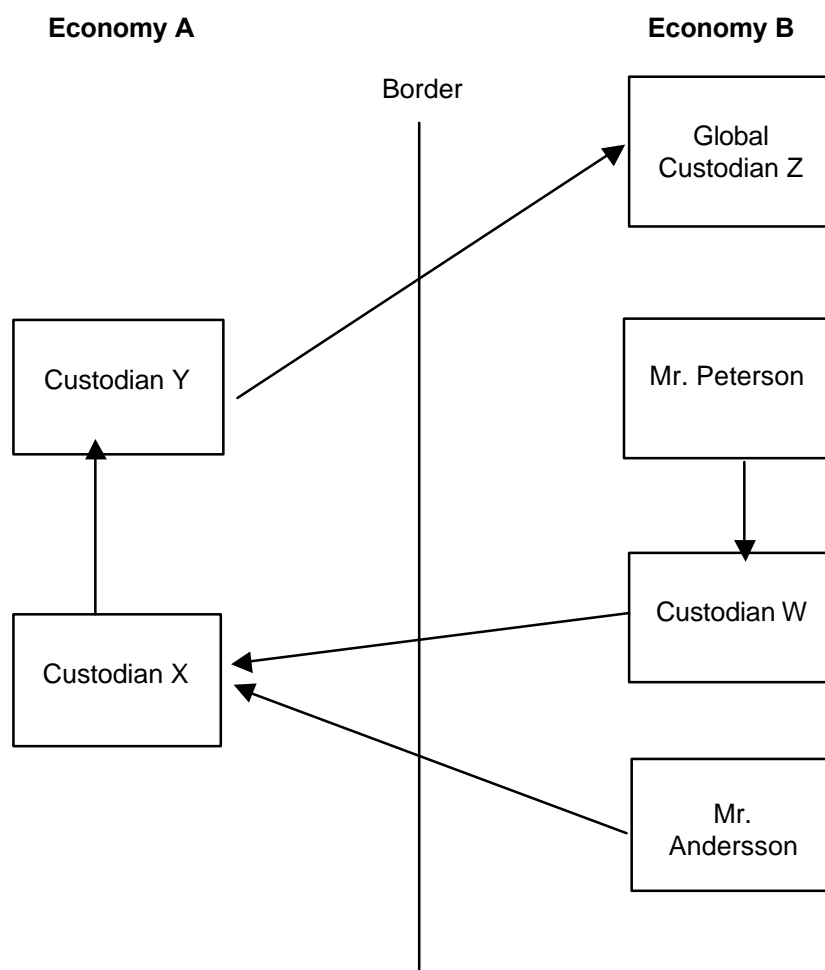 Economy A
Economy B
Border
Global
Custodian Z
Custodian Y
Mr. Peterson
Custodian W
Custodian X
Mr.
Andersson